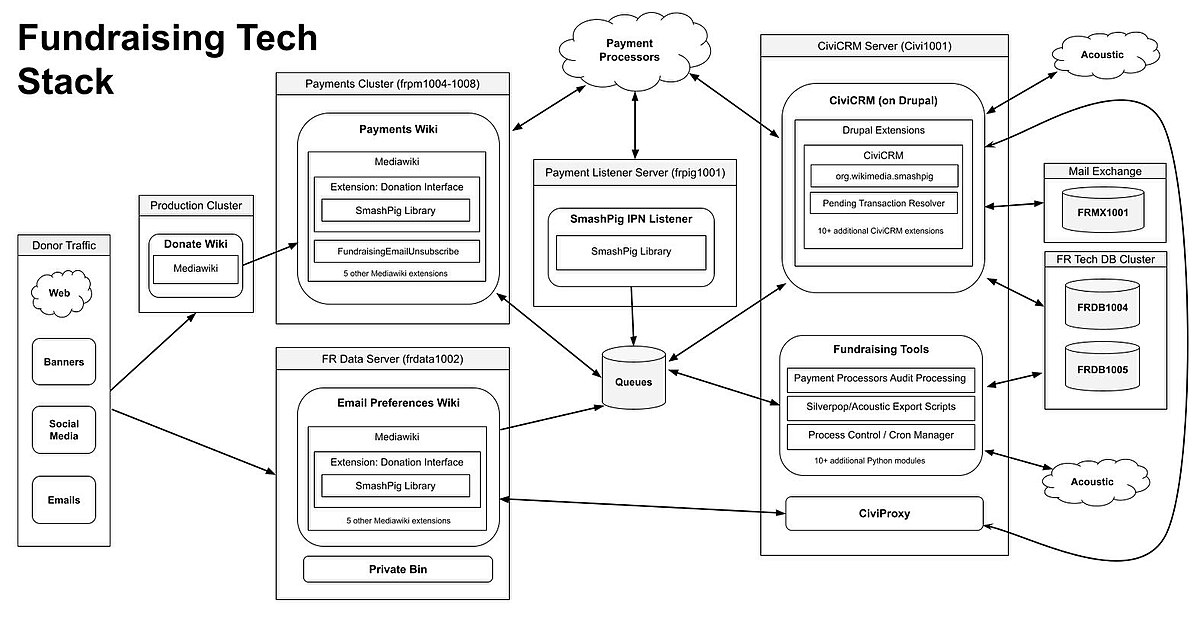 Fundraising Tech
Stack
Donor Traffic
Web
Banners
Social
Media
Emails
Production Cluster
Donate Wiki
Mediawiki
Payments Cluster (frpm1004-1008)
Payments Wiki
Mediawiki
Extension: Donation Interface
SmashPig Library
FundraisingEmailUnsubscribe
5 other Mediawiki extensions
FR Data Server (frdata1002)
Email Preferences Wiki
Mediawiki
Extension: Donation Interface
SmashPig Library
5 other Mediawiki extensions
Private Bin
Payment
Processors
Payment Listener Server (frpig1001)
SmashPig IPN Listener
SmashPig Library
Queues
CiviCRM Server (Civi1001)
CiviCRM (on Drupal)
Drupal Extensions
CiviCRM
org.wikimedia.smashpig
Pending Transaction Resolver
10+ additional CiviCRM extensions
Fundraising Tools
Payment Processors Audit Processing
Silverpop/Acoustic Export Scripts
Process Control / Cron Manager
10+ additional Python modules
CiviProxy
Acoustic
Mail Exchange
FRMX1001
FR Tech DB Cluster
FRDB1004
FRDB1005
Acoustic